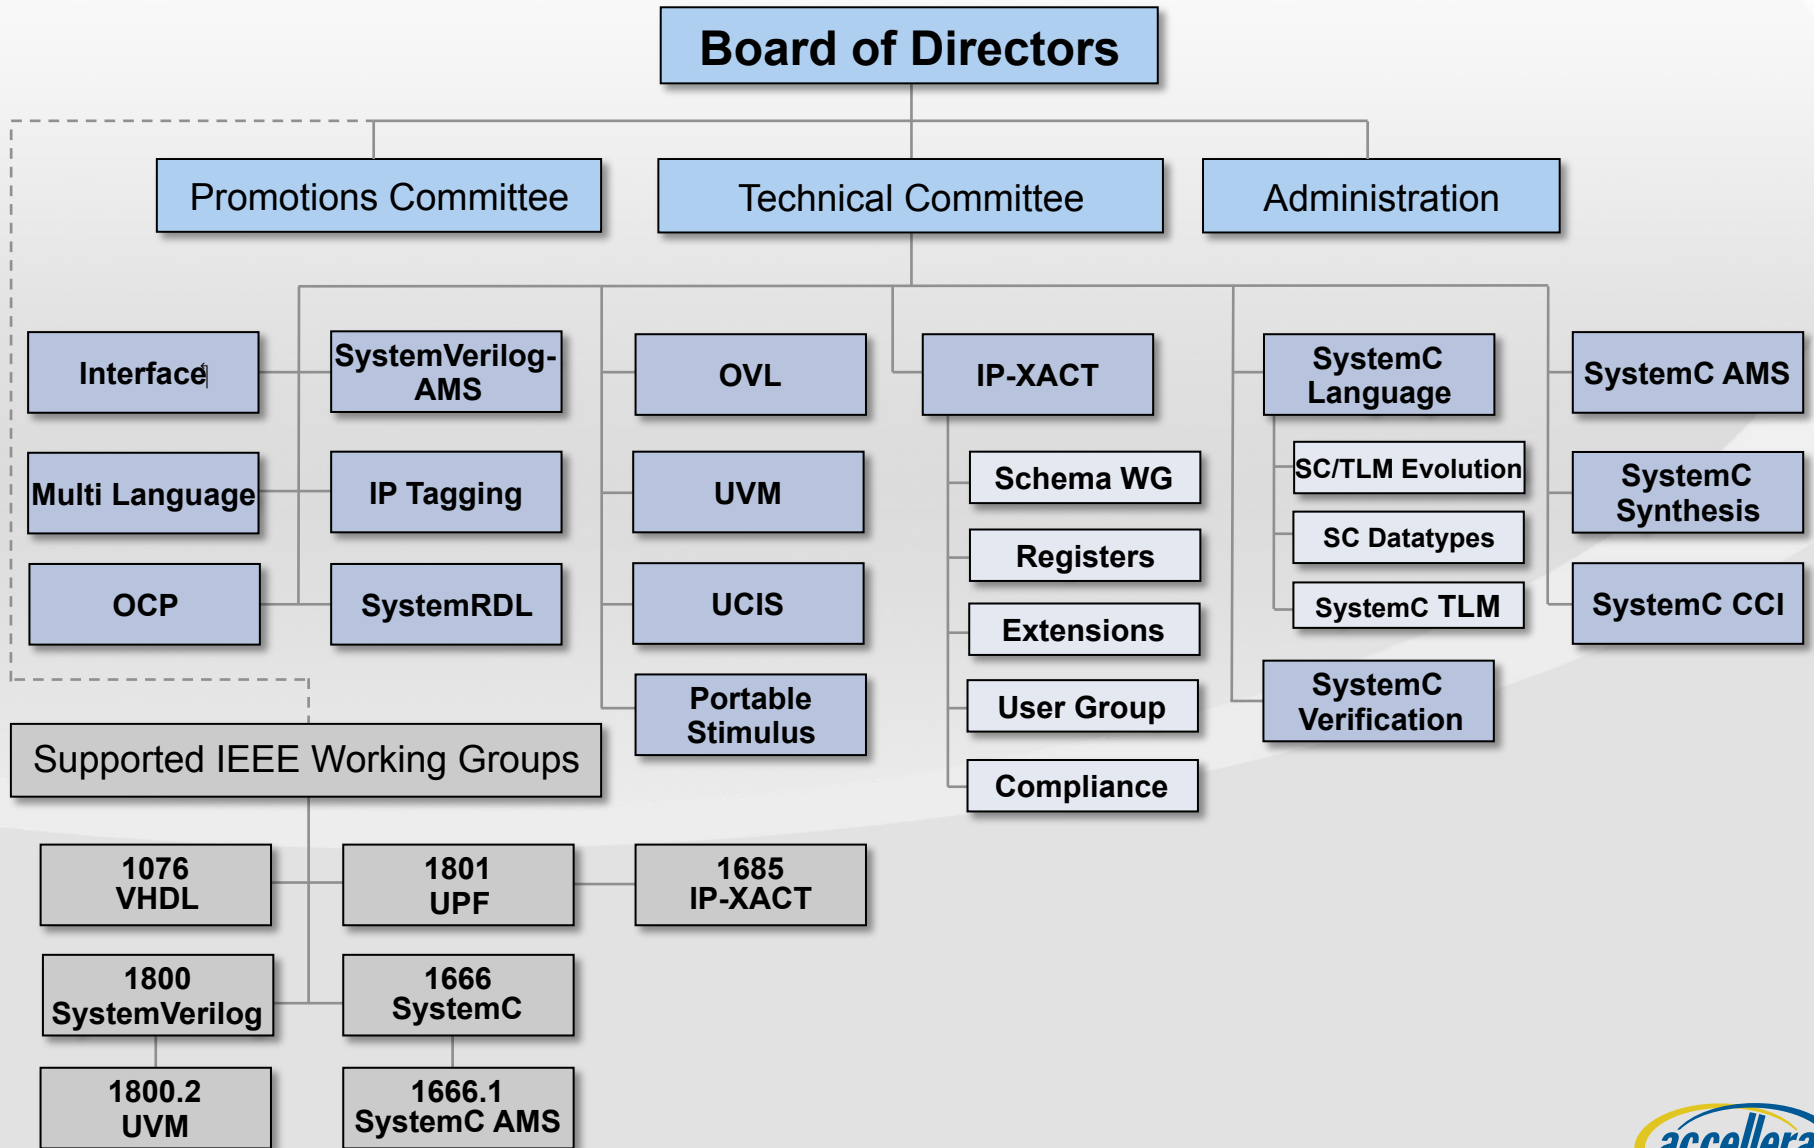 Board of Directors
Promotions Committee
Technical Committee
Administration
Interface
SystemVerilog-
AMS
OVL
IP-XACT
SystemC
Language
SystemC AMS
Multi Language
IP Tagging
UVM
Schema WG
SC/TLM Evolution
SystemC
Synthesis
Registers
SC Datatypes
OCP
SystemRDL
UCIS
Extensions
SystemC TLM
SystemC CCI
Portable
Stimulus
User Group
SystemC
Verification
Supported IEEE Working Groups
Compliance
1076
VHDL
1801
UPF
1685
IP-XACT
1800
SystemVerilog
1666
SystemC
1800.2
UVM
1666.1
SystemC AMS
accellera